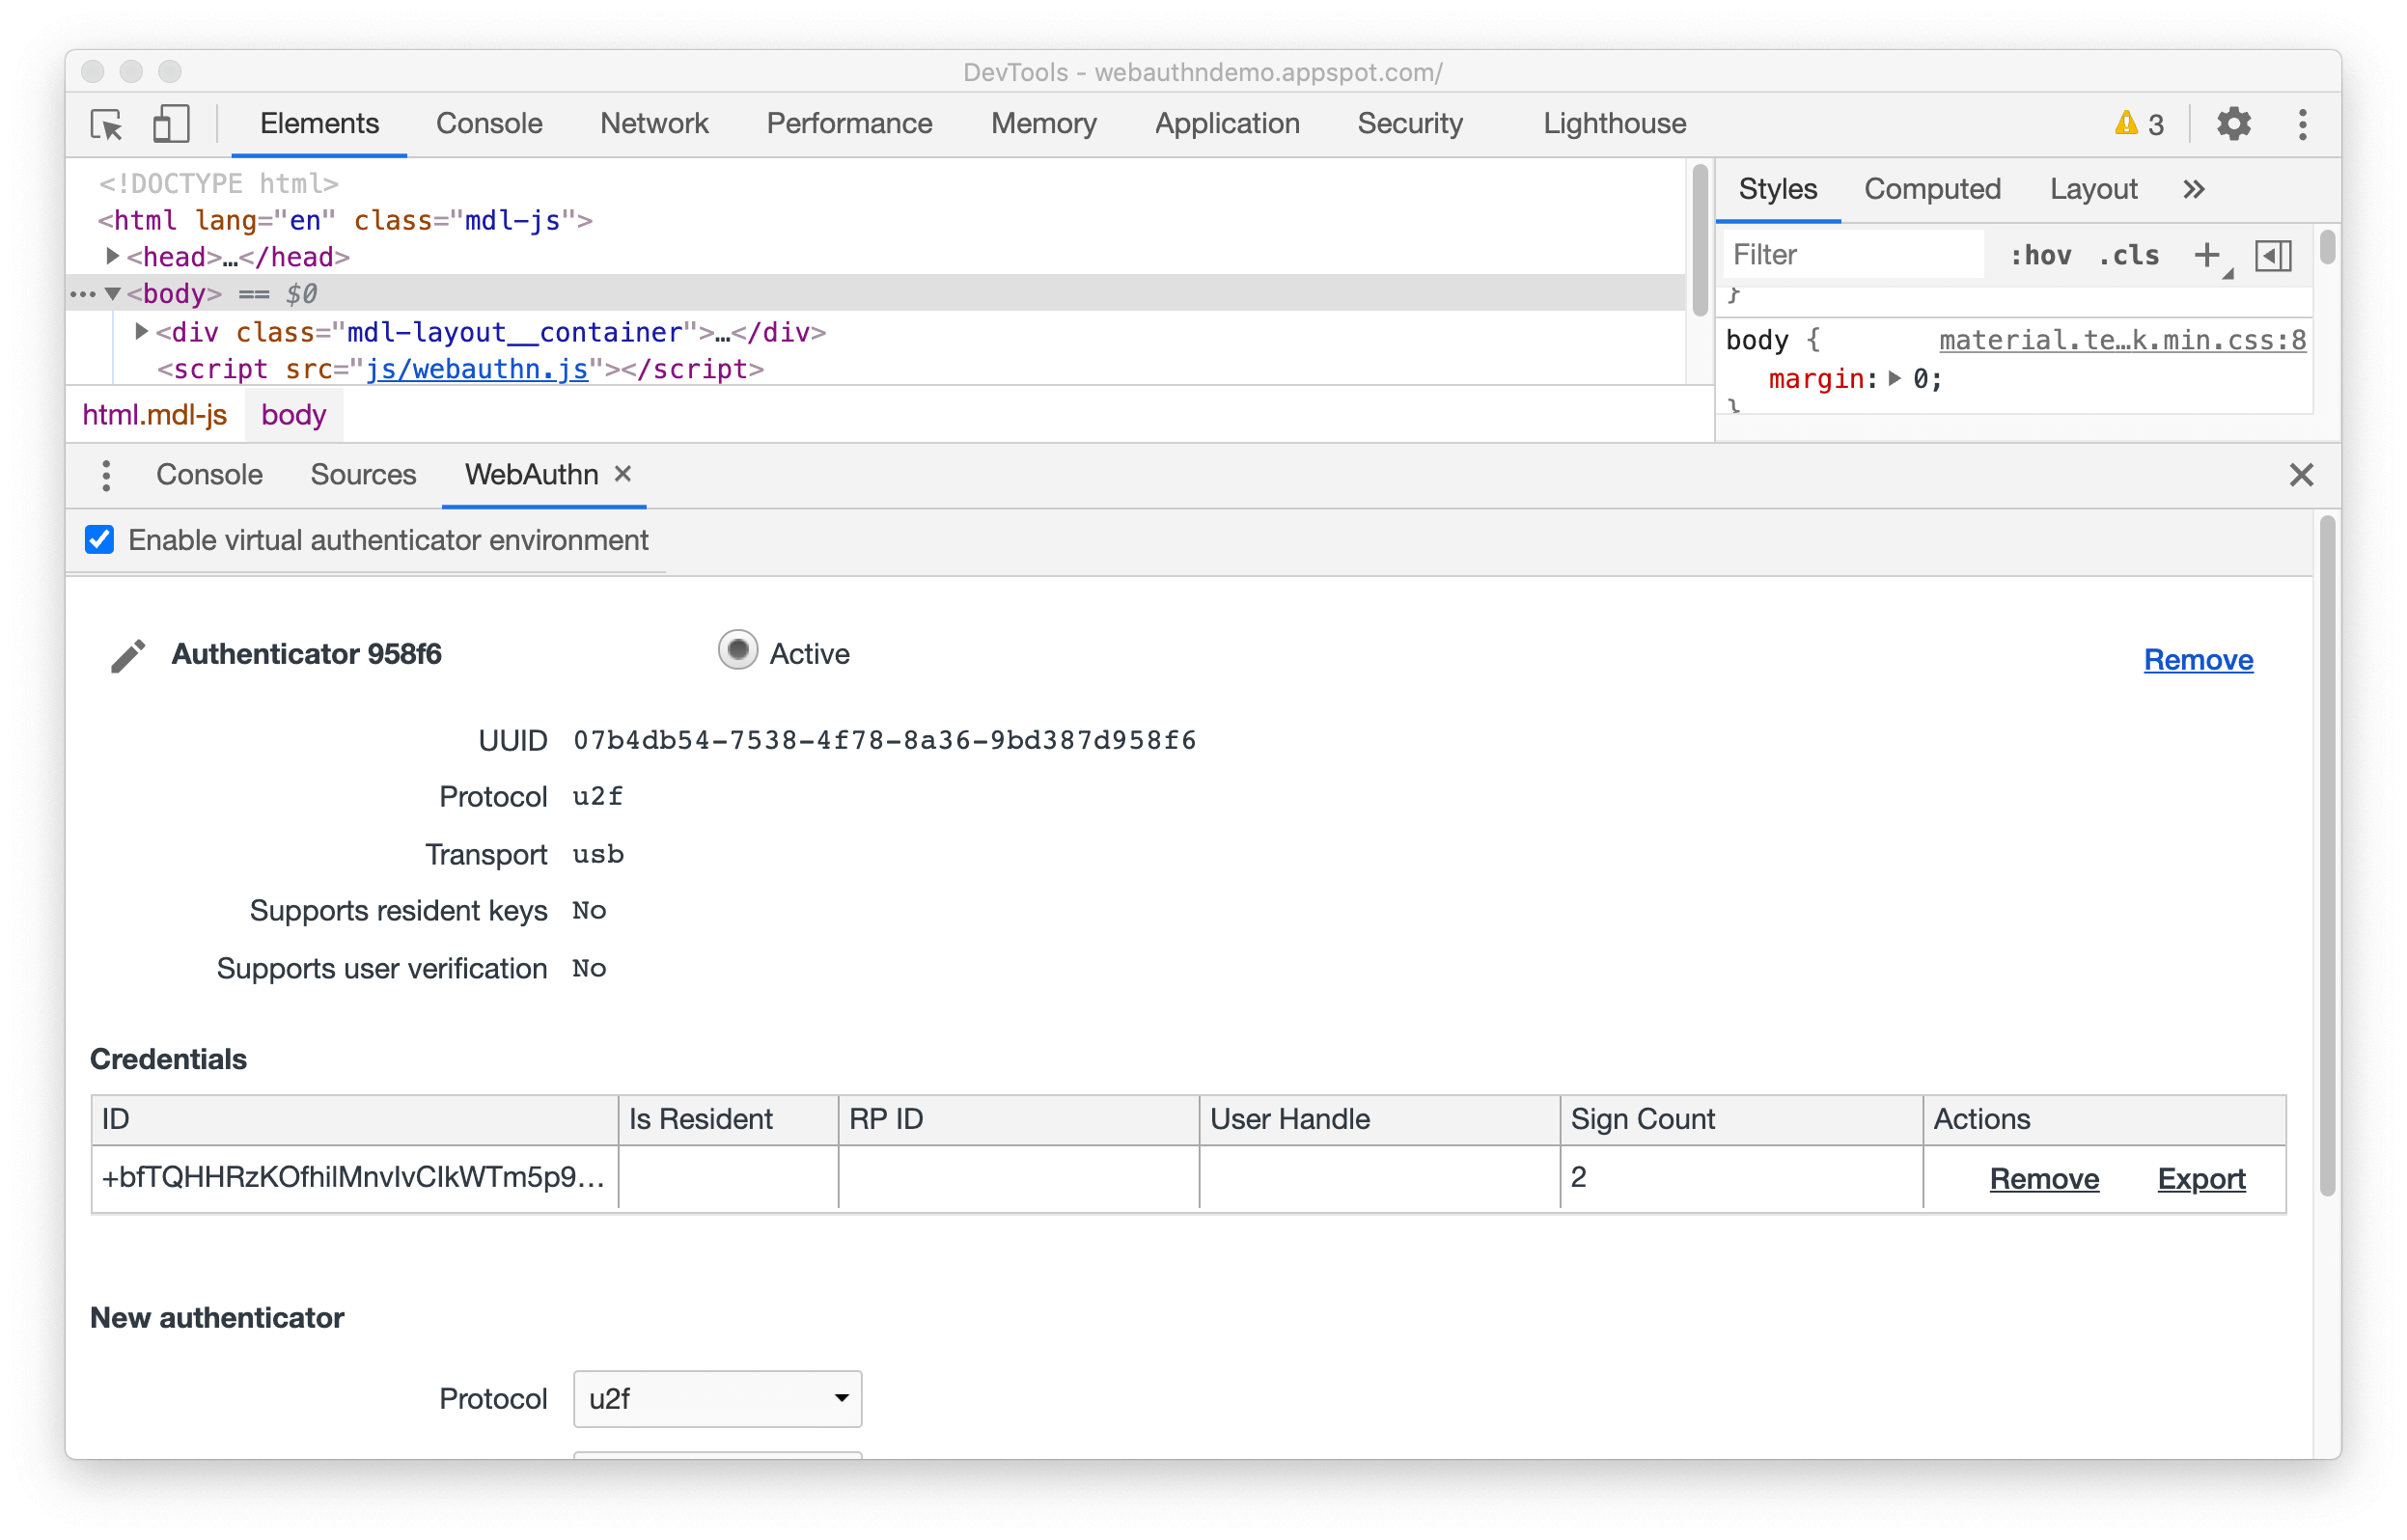 DevTools - webauthndemo.appspot.com/
Elements Console Network Performance Memory Application Security Lighthouse 3
<!DOCTYPE html>
<html lang="en" class="mdl-js">
<head>…</head>
<body> == $0
<div class="mdl-layout__container">…</div>
<script src="js/webauthn.js"></script>
html.mdl-js body
Styles Computed Layout
Filter :hov .cls
}
body { material.te…k.min.css:8
margin: 0;
}
Console Sources WebAuthn
Enable virtual authenticator environment
Authenticator 958f6 Active Remove
UUID 07b4db54-7538-4f78-8a36-9bd387d958f6
Protocol u2f
Transport usb
Supports resident keys No
Supports user verification No
Credentials
ID Is Resident RP ID User Handle Sign Count Actions
+bfTQHHRzKOfhilMnvIvClkWTm5p9… 2 Remove Export
New authenticator
Protocol u2f